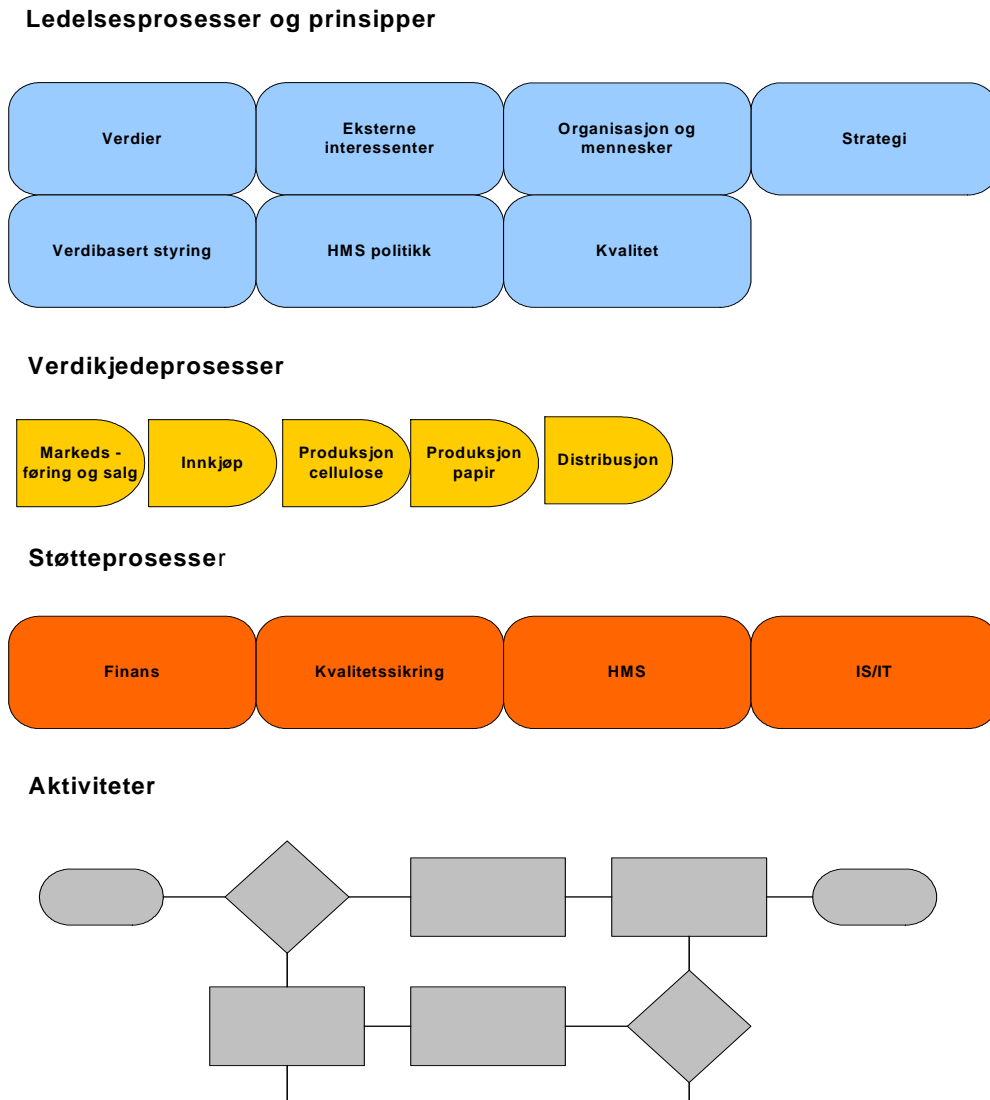 Ledelsesprosesser og prinsipper
Verdier
Eksterne
interessenter
Organisasjon og
mennesker
Strategi
Verdibasert styring
HMS politikk
Kvalitet
Verdikjedeprosesser
Markeds -
føring og salg
Innkjøp
Produksjon
cellulose
Produksjon
papir
Distribusjon
Støtteprosesser
Finans
Kvalitetssikring
HMS
IS/IT
Aktiviteter